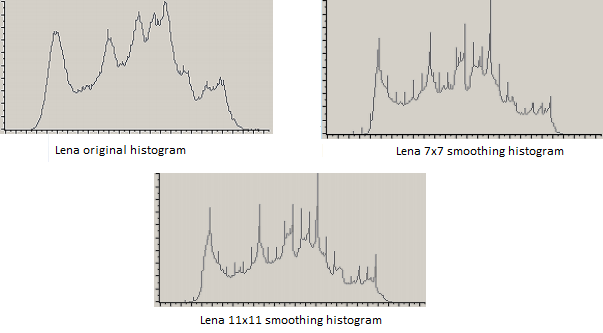 Lena original histogram
Lena 7x7 smoothing histogram
Lena 11x11 smoothing histogram